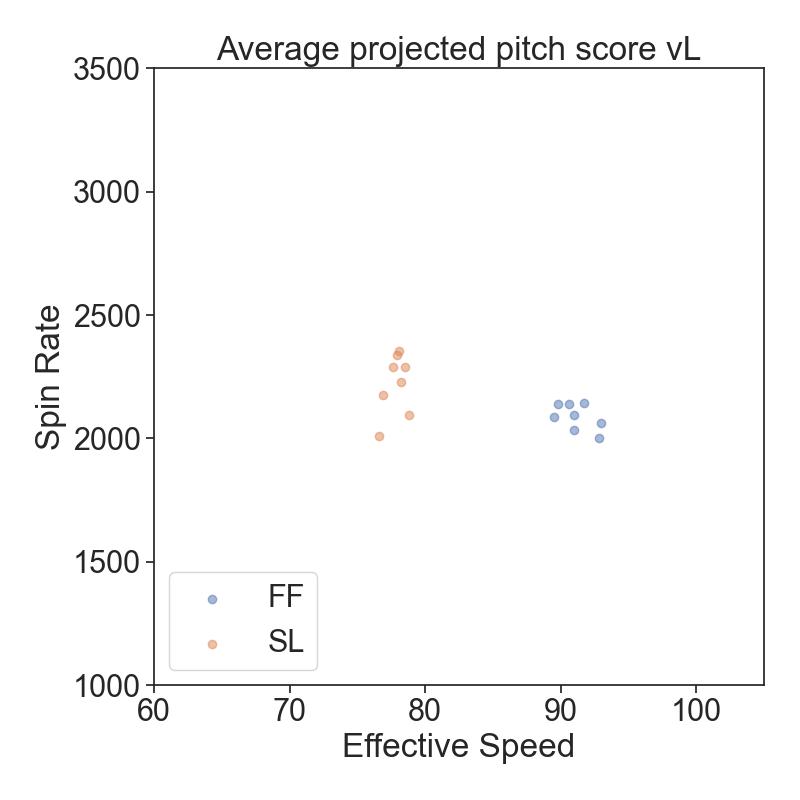 Average projected pitch score vL
3500
3000
2500
2000
1500
1000
Spin Rate
FF
SL
60 70 80 90 100
Effective Speed